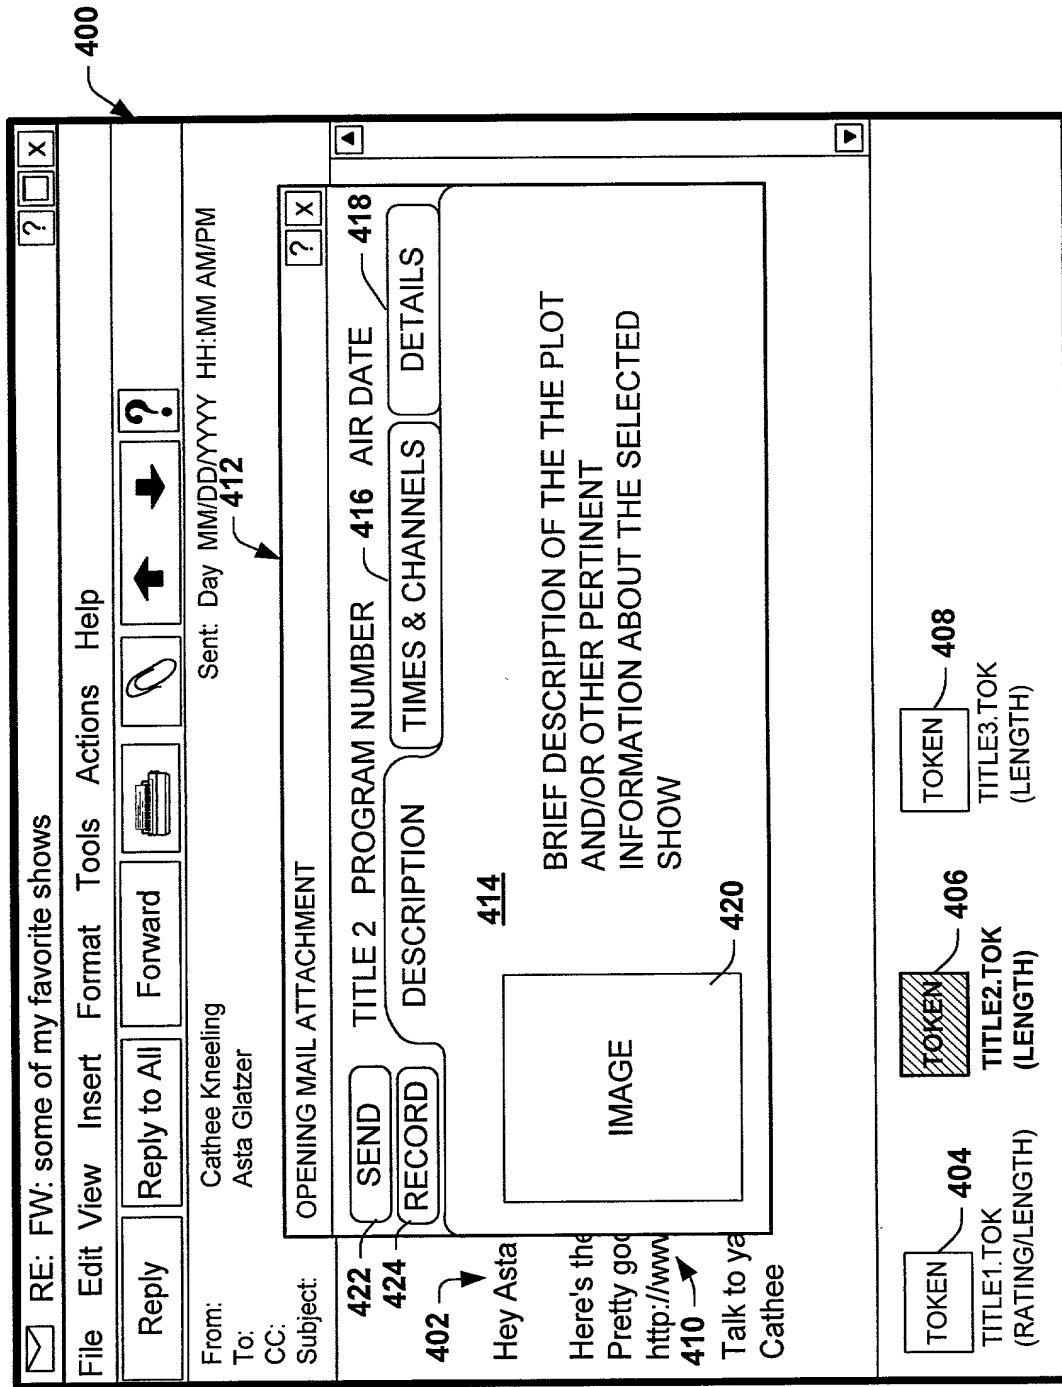 400
RE: FW: some of my favorite shows ? X
File Edit View Insert Format Tools Actions Help
Reply Reply to All Forward ?
From: Cathee Kneeling Sent: Day MM/DD/YYYY HH:MM AM/PM
To: Asta Glatzer
CC:
Subject:
412
OPENING MAIL ATTACHMENT ? X
422 SEND TITLE 2 PROGRAM NUMBER 416 AIR DATE 418
424 RECORD DESCRIPTION TIMES & CHANNELS DETAILS
402
414
Hey Asta
IMAGE
BRIEF DESCRIPTION OF THE THE PLOT
AND/OR OTHER PERTINENT
INFORMATION ABOUT THE SELECTED
SHOW
420
Here's the
Pretty goo
http://www
410
Talk to ya
Cathee
TOKEN 404
TITLE1.TOK
(RATING/LENGTH)
TOKEN 406
TITLE2.TOK
(LENGTH)
TOKEN 408
TITLE3.TOK
(LENGTH)